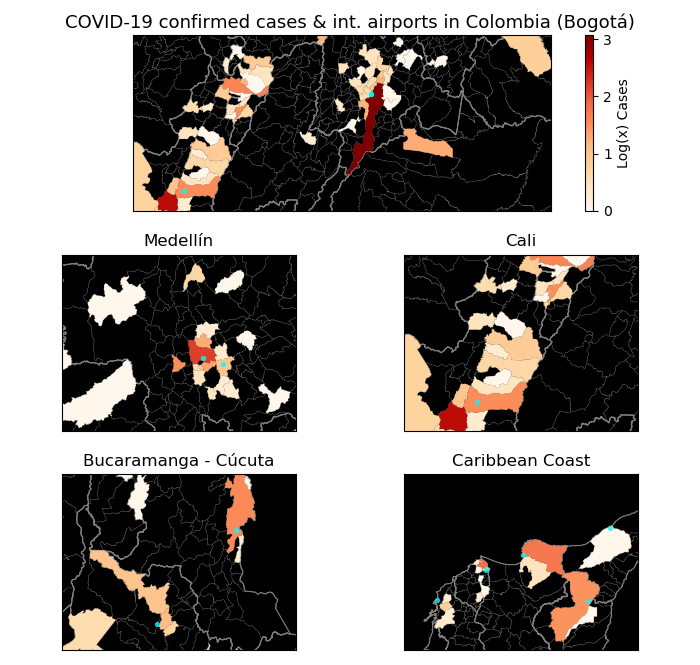 COVID-19 confirmed cases & int. airports in Colombia (Bogotá)
3
2
1
0
Log(x) Cases
Medellín
Cali
Bucaramanga - Cúcuta
Caribbean Coast